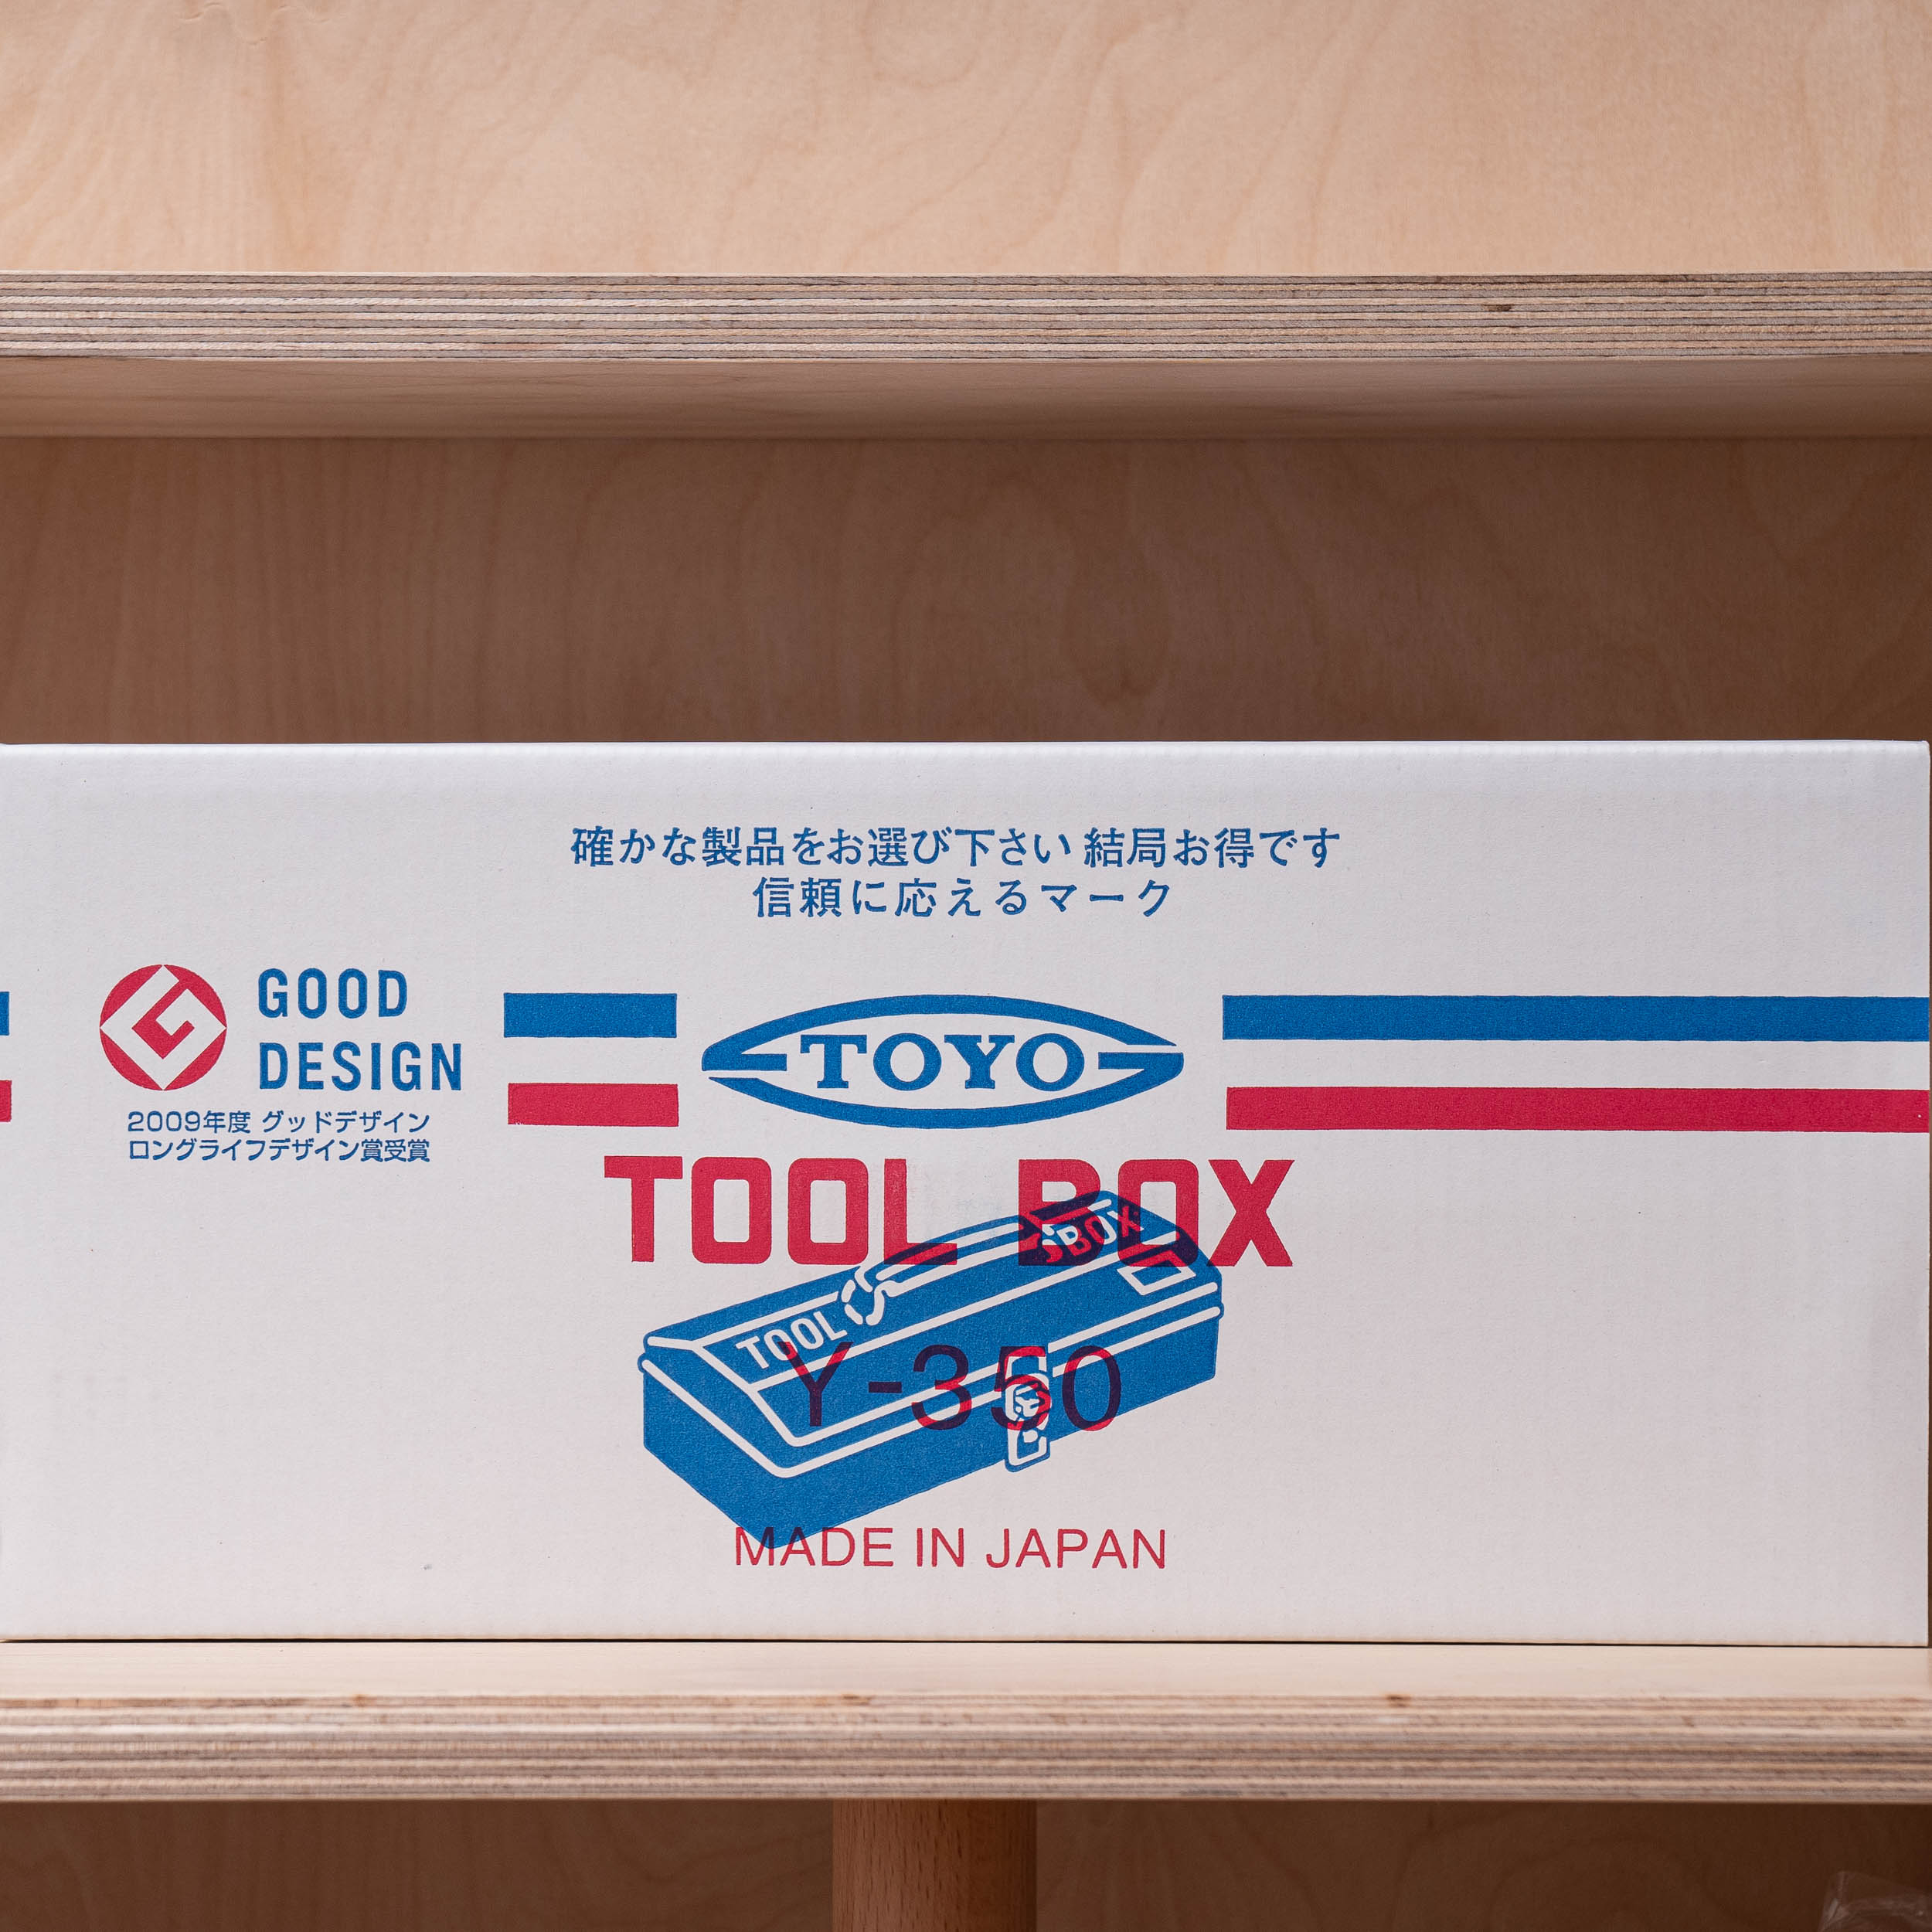 確かな製品をお選び下さい 結局お得です
信頼に応えるマーク
GOOD
DESIGN
2009年度 グッドデザイン
ロングライフデザイン賞受賞
TOYO
TOOL BOX
TOOL
BOX
Y-350
MADE IN JAPAN